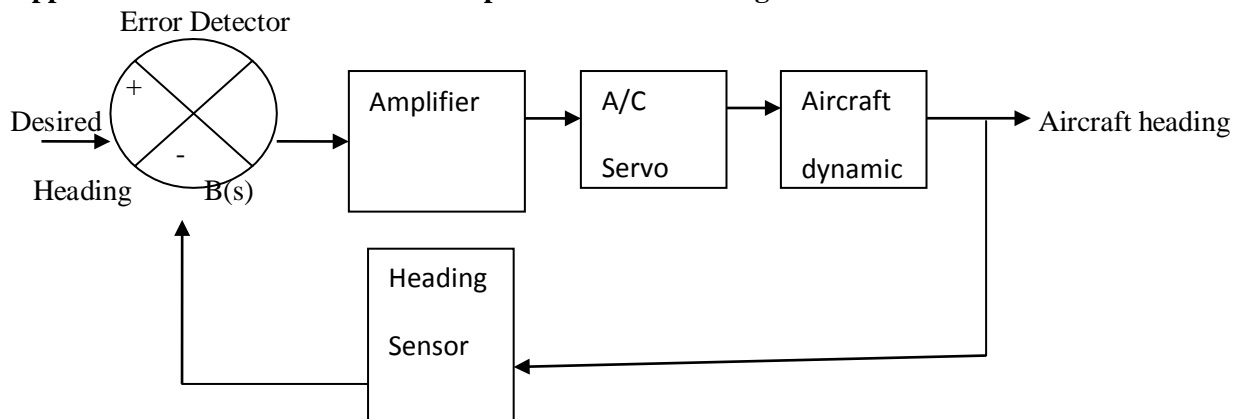 Error Detector
+
Desired
Heading
-
B(s)
Amplifier
A/C
Servo
Aircraft
dynamic
Aircraft heading
Heading
Sensor